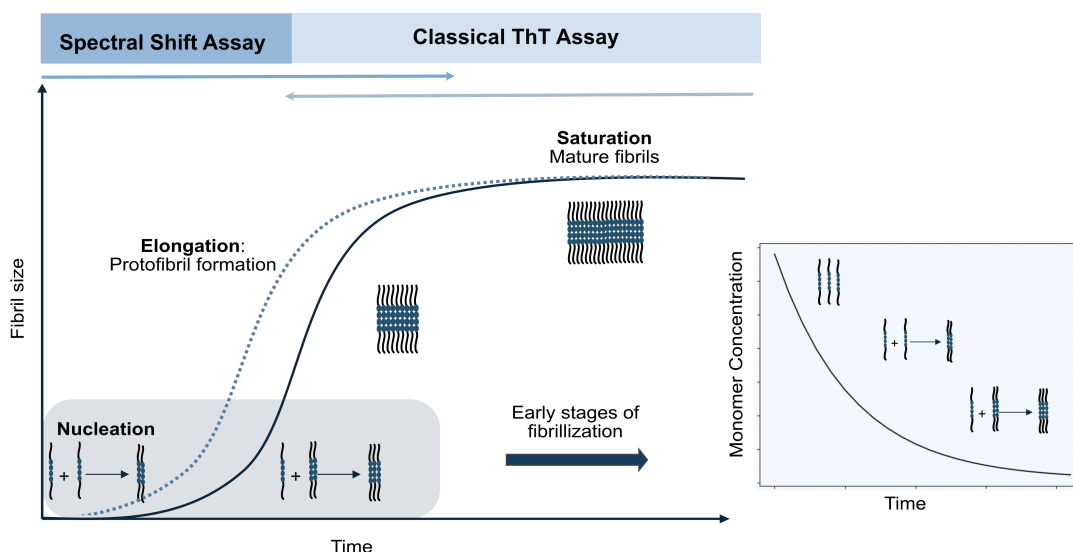 Spectral Shift Assay
Classical ThT Assay
Saturation
Mature fibrils
Elongation:
Protofibril formation
Fibril size
Nucleation
+
+
Early stages of
fibrillization
Time
Monomer Concentration
+
+
Time